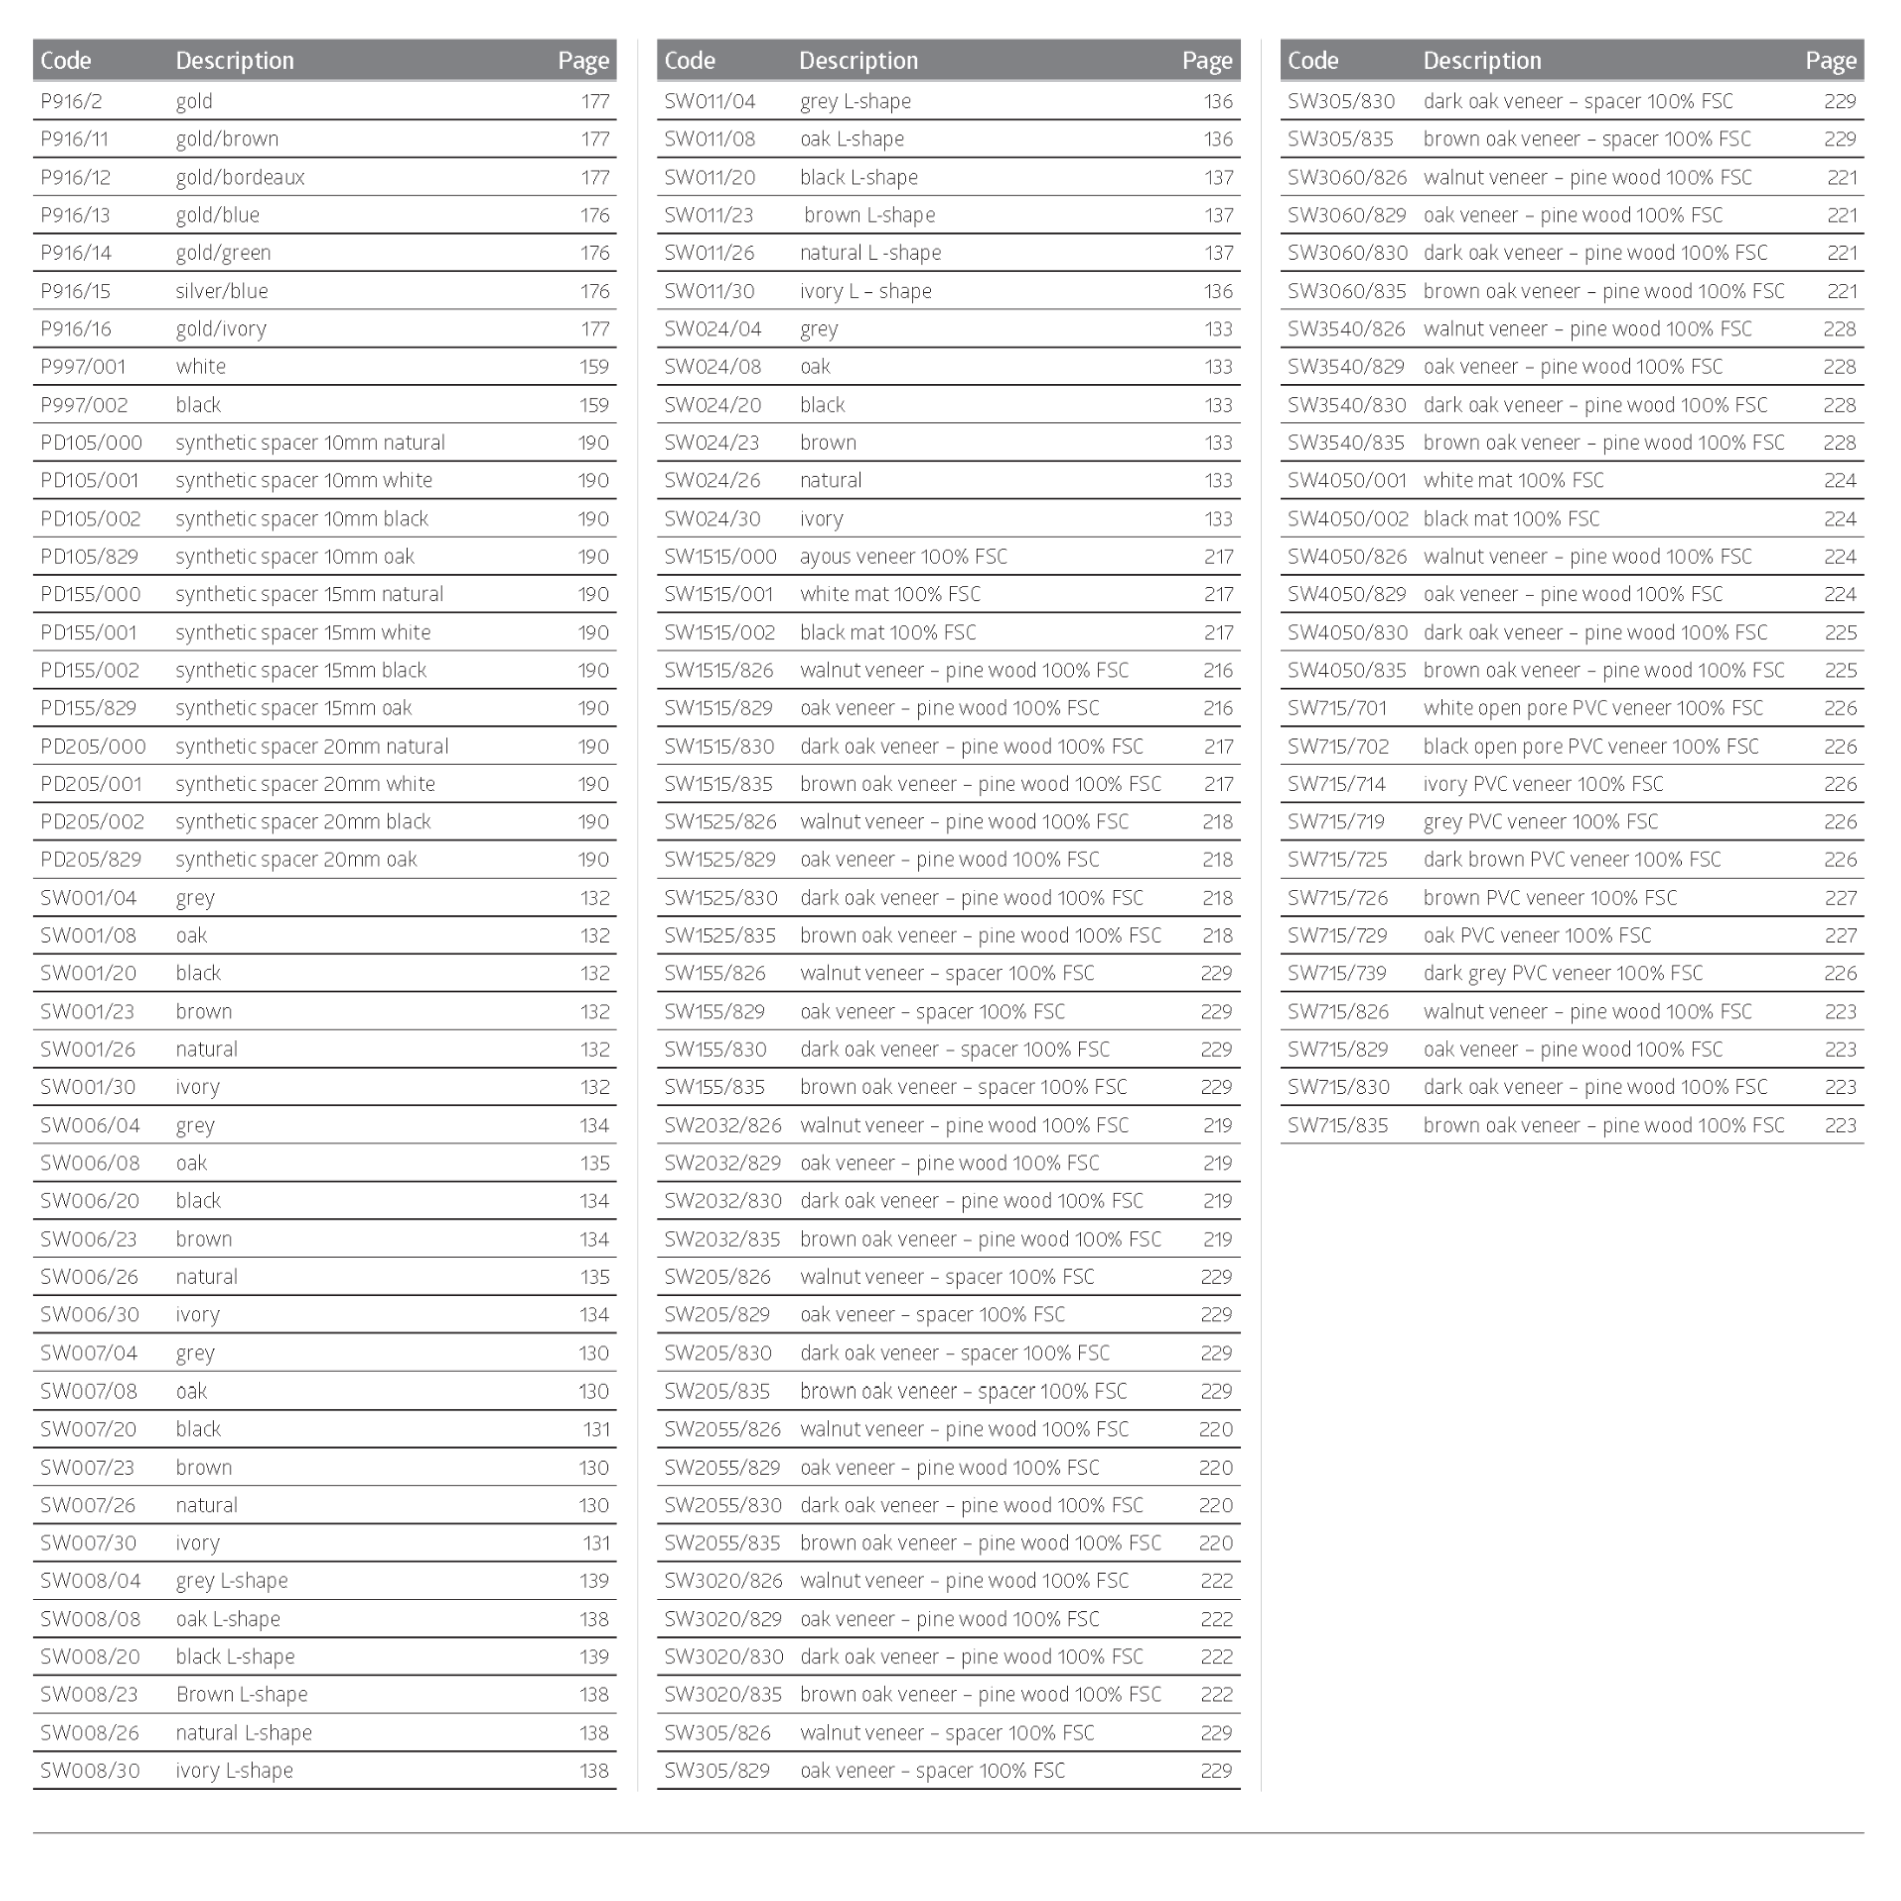 Code Description Page
P916/2 gold 177
P916/11 gold/brown 177
P916/12 gold/bordeaux 177
P916/13 gold/blue 176
P916/14 gold/green 176
P916/15 silver/blue 176
P916/16 gold/ivory 177
P997/001 white 159
P997/002 black 159
PD105/000 synthetic spacer 10mm natural 190
PD105/001 synthetic spacer 10mm white 190
PD105/002 synthetic spacer 10mm black 190
PD105/829 synthetic spacer 10mm oak 190
PD155/000 synthetic spacer 15mm natural 190
PD155/001 synthetic spacer 15mm white 190
PD155/002 synthetic spacer 15mm black 190
PD155/829 synthetic spacer 15mm oak 190
PD205/000 synthetic spacer 20mm natural 190
PD205/001 synthetic spacer 20mm white 190
PD205/002 synthetic spacer 20mm black 190
PD205/829 synthetic spacer 20mm oak 190
SW001/04 grey 132
SW001/08 oak 132
SW001/20 black 132
SW001/23 brown 132
SW001/26 natural 132
SW001/30 ivory 132
SW006/04 grey 134
SW006/08 oak 135
SW006/20 black 134
SW006/23 brown 134
SW006/26 natural 135
SW006/30 ivory 134
SW007/04 grey 130
SW007/08 oak 130
SW007/20 black 131
SW007/23 brown 130
SW007/26 natural 130
SW007/30 ivory 131
SW008/04 grey L-shape 139
SW008/08 oak L-shape 138
SW008/20 black L-shape 139
SW008/23 Brown L-shape 138
SW008/26 natural L-shape 138
SW008/30 ivory L-shape 138
Code Description Page
SW011/04 grey L-shape 136
SW011/08 oak L-shape 136
SW011/20 black L-shape 137
SW011/23 brown L-shape 137
SW011/26 natural L -shape 137
SW011/30 ivory L – shape 136
SW024/04 grey 133
SW024/08 oak 133
SW024/20 black 133
SW024/23 brown 133
SW024/26 natural 133
SW024/30 ivory 133
SW1515/000 ayous veneer 100% FSC 217
SW1515/001 white mat 100% FSC 217
SW1515/002 black mat 100% FSC 217
SW1515/826 walnut veneer – pine wood 100% FSC 216
SW1515/829 oak veneer – pine wood 100% FSC 216
SW1515/830 dark oak veneer – pine wood 100% FSC 217
SW1515/835 brown oak veneer – pine wood 100% FSC 217
SW1525/826 walnut veneer – pine wood 100% FSC 218
SW1525/829 oak veneer – pine wood 100% FSC 218
SW1525/830 dark oak veneer – pine wood 100% FSC 218
SW1525/835 brown oak veneer – pine wood 100% FSC 218
SW155/826 walnut veneer – spacer 100% FSC 229
SW155/829 oak veneer – spacer 100% FSC 229
SW155/830 dark oak veneer – spacer 100% FSC 229
SW155/835 brown oak veneer – spacer 100% FSC 229
SW2032/826 walnut veneer – pine wood 100% FSC 219
SW2032/829 oak veneer – pine wood 100% FSC 219
SW2032/830 dark oak veneer – pine wood 100% FSC 219
SW2032/835 brown oak veneer – pine wood 100% FSC 219
SW205/826 walnut veneer – spacer 100% FSC 229
SW205/829 oak veneer – spacer 100% FSC 229
SW205/830 dark oak veneer – spacer 100% FSC 229
SW205/835 brown oak veneer – spacer 100% FSC 229
SW2055/826 walnut veneer – pine wood 100% FSC 220
SW2055/829 oak veneer – pine wood 100% FSC 220
SW2055/830 dark oak veneer – pine wood 100% FSC 220
SW2055/835 brown oak veneer – pine wood 100% FSC 220
SW3020/826 walnut veneer – pine wood 100% FSC 222
SW3020/829 oak veneer – pine wood 100% FSC 222
SW3020/830 dark oak veneer – pine wood 100% FSC 222
SW3020/835 brown oak veneer – pine wood 100% FSC 222
SW305/826 walnut veneer – spacer 100% FSC 229
SW305/829 oak veneer – spacer 100% FSC 229
Code Description Page
SW305/830 dark oak veneer – spacer 100% FSC 229
SW305/835 brown oak veneer – spacer 100% FSC 229
SW3060/826 walnut veneer – pine wood 100% FSC 221
SW3060/829 oak veneer – pine wood 100% FSC 221
SW3060/830 dark oak veneer – pine wood 100% FSC 221
SW3060/835 brown oak veneer – pine wood 100% FSC 221
SW3540/826 walnut veneer – pine wood 100% FSC 228
SW3540/829 oak veneer – pine wood 100% FSC 228
SW3540/830 dark oak veneer – pine wood 100% FSC 228
SW3540/835 brown oak veneer – pine wood 100% FSC 228
SW4050/001 white mat 100% FSC 224
SW4050/002 black mat 100% FSC 224
SW4050/826 walnut veneer – pine wood 100% FSC 224
SW4050/829 oak veneer – pine wood 100% FSC 224
SW4050/830 dark oak veneer – pine wood 100% FSC 225
SW4050/835 brown oak veneer – pine wood 100% FSC 225
SW715/701 white open pore PVC veneer 100% FSC 226
SW715/702 black open pore PVC veneer 100% FSC 226
SW715/714 ivory PVC veneer 100% FSC 226
SW715/719 grey PVC veneer 100% FSC 226
SW715/725 dark brown PVC veneer 100% FSC 226
SW715/726 brown PVC veneer 100% FSC 227
SW715/729 oak PVC veneer 100% FSC 227
SW715/739 dark grey PVC veneer 100% FSC 226
SW715/826 walnut veneer – pine wood 100% FSC 223
SW715/829 oak veneer – pine wood 100% FSC 223
SW715/830 dark oak veneer – pine wood 100% FSC 223
SW715/835 brown oak veneer – pine wood 100% FSC 223